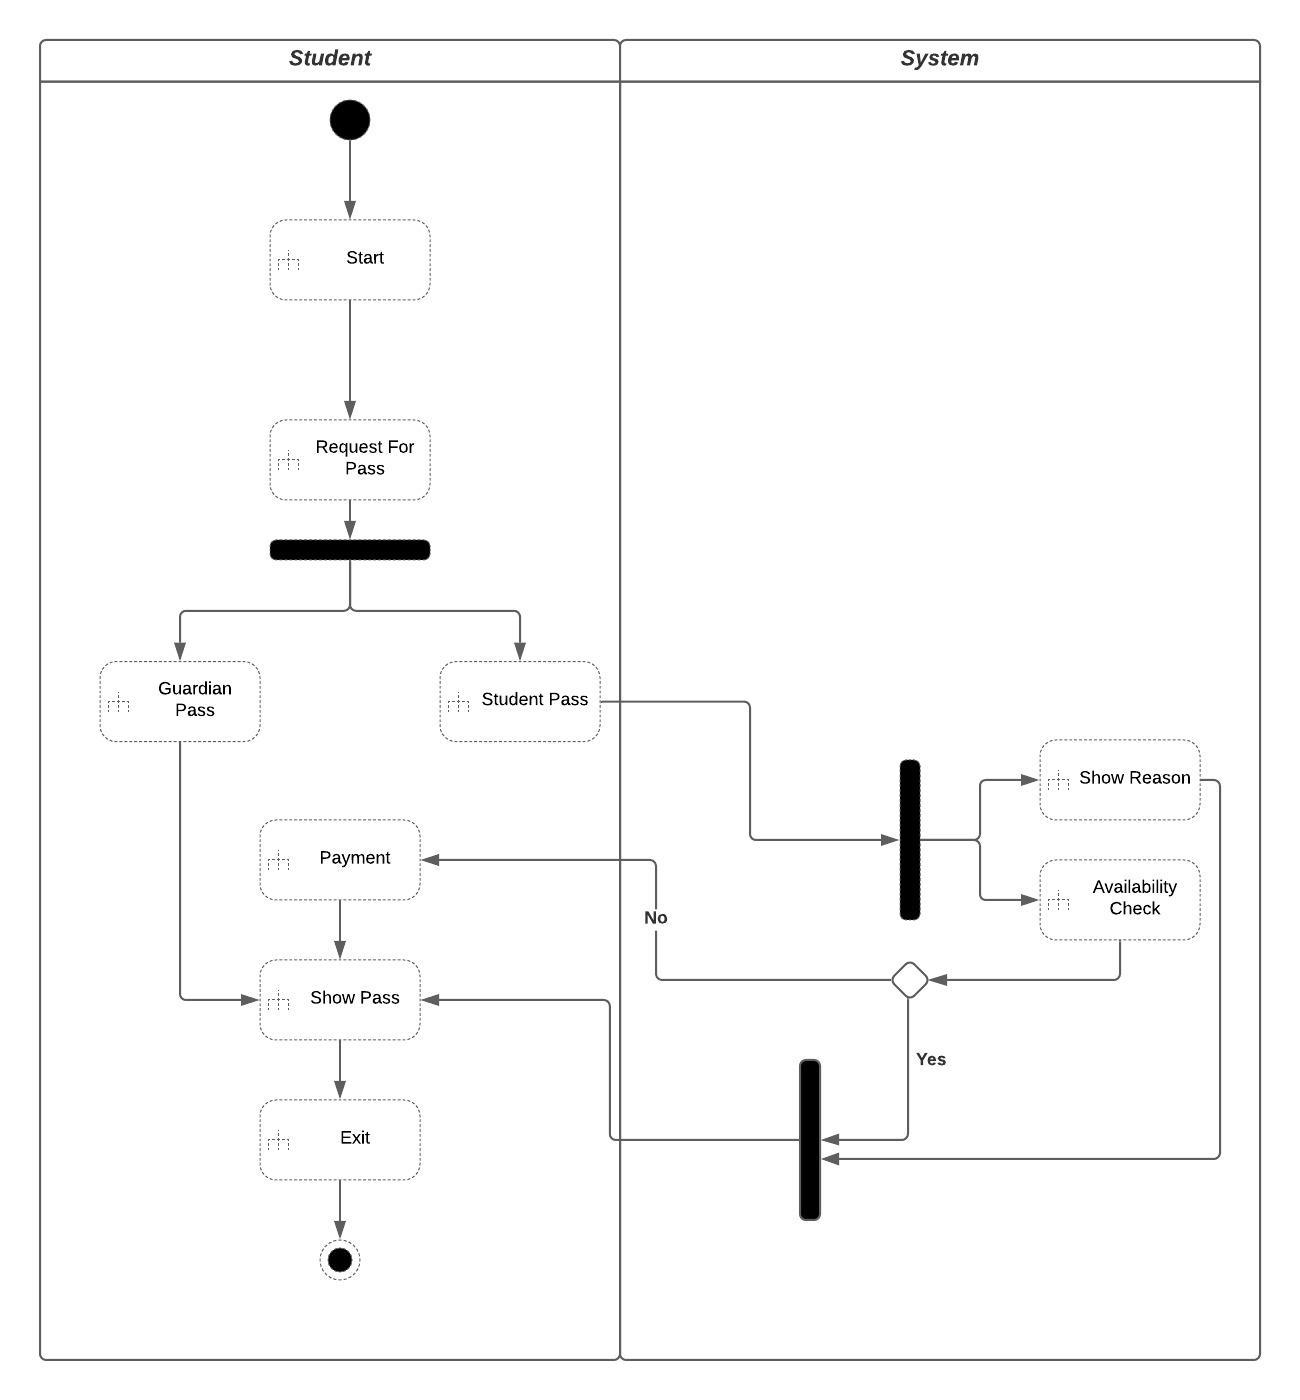 Student
System
Start
Request For
Pass
Guardian
Pass
Student Pass
Show Reason
Payment
Availability
Check
No
Show Pass
Yes
Exit